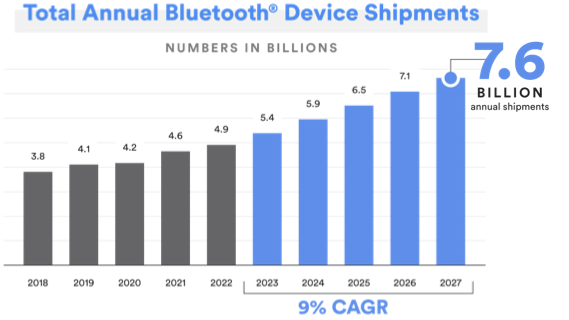 Total Annual Bluetooth® Device Shipments
NUMBERS IN BILLIONS
7.6
BILLION
annual shipments
3.8 4.1 4.2 4.6 4.9 5.4 5.9 6.5 7.1
2018 2019 2020 2021 2022 2023 2024 2025 2026 2027
9% CAGR